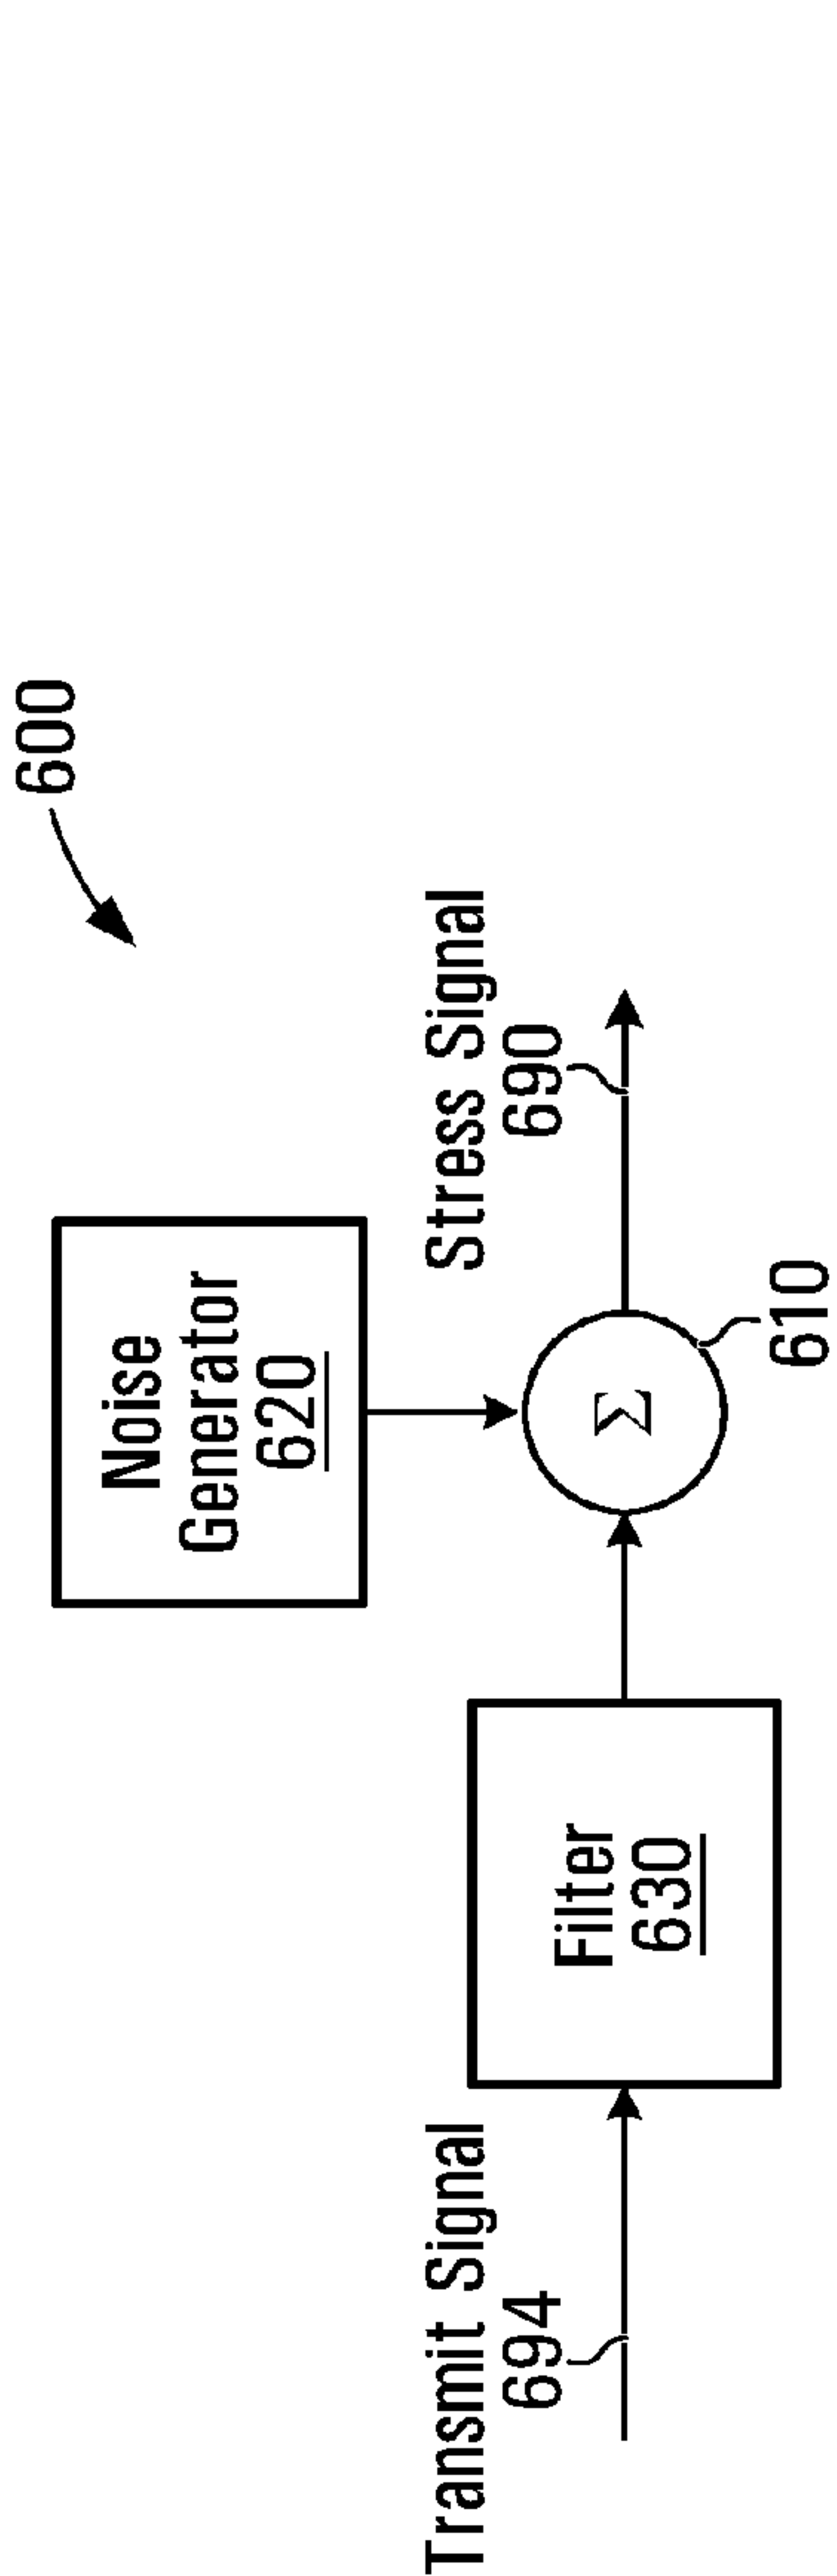 600
Noise
Generator
620
Transmit Signal
694
Filter
630
Σ
610
Stress Signal
690